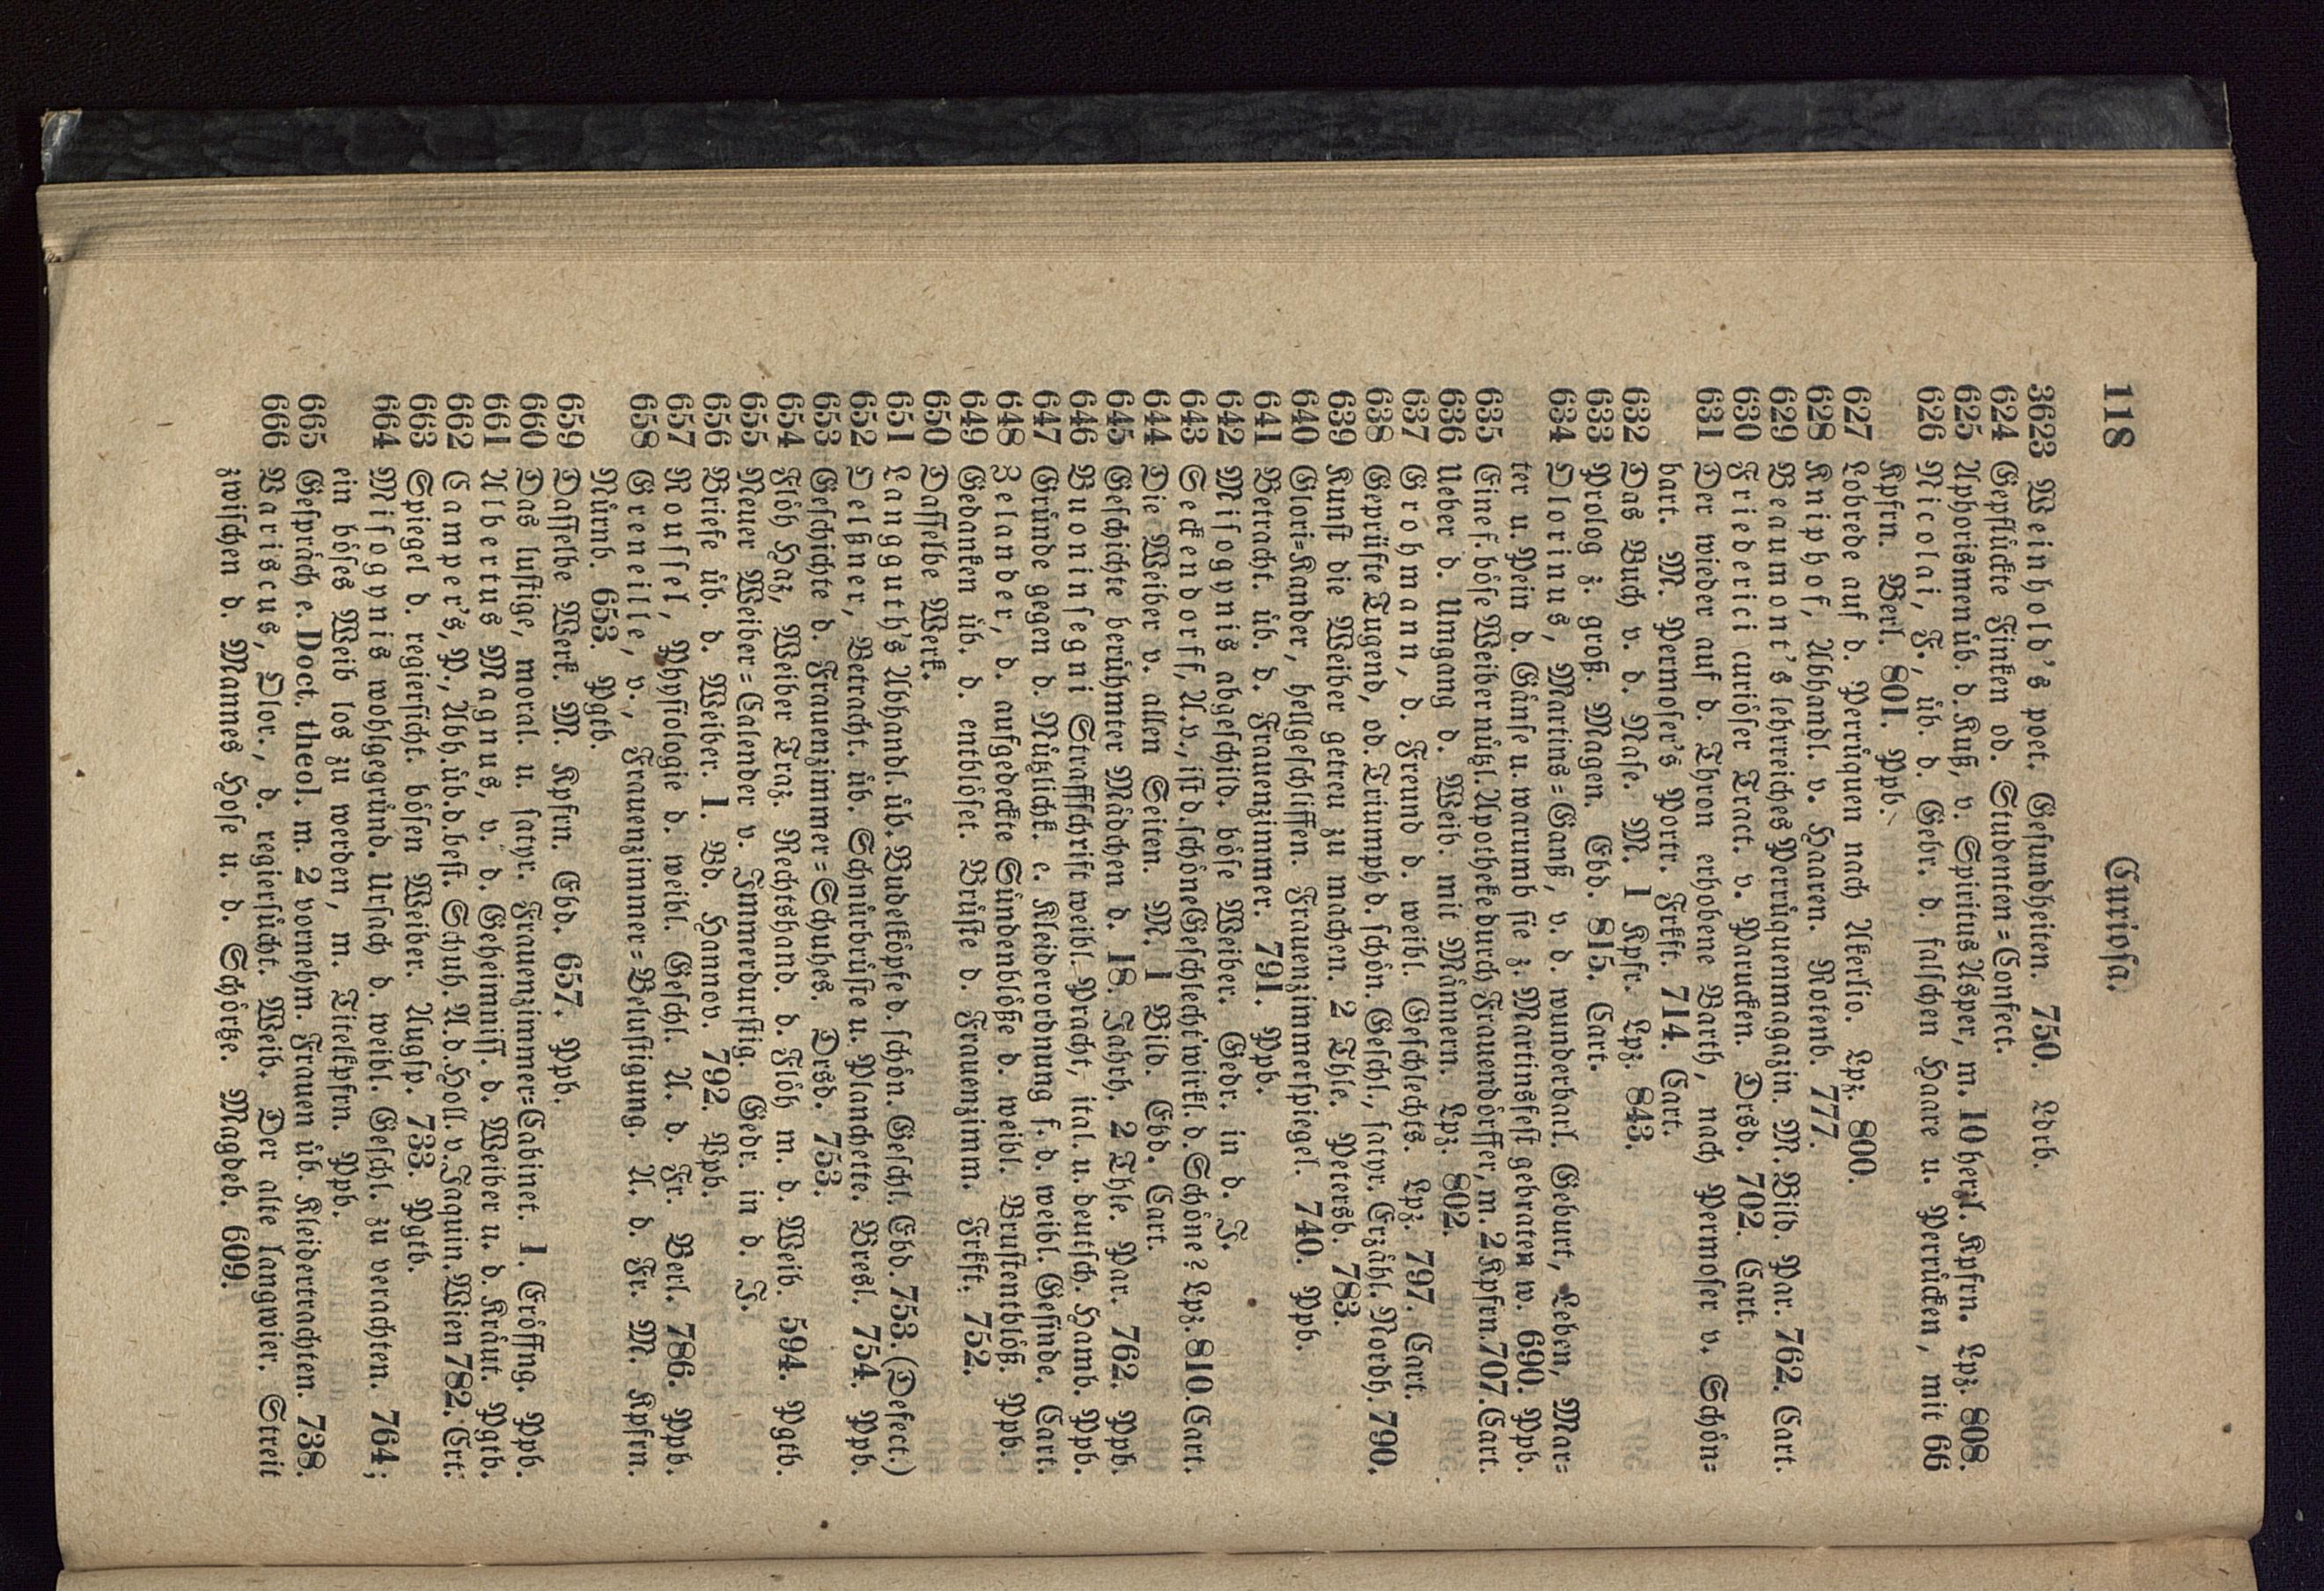 118
Curiosa.
3623 Weinhold's poet. Gesundheiten. 750. Ldrb.
624 Gepflückte Finken od. Studenten=Confect.
625 Aphorismen üb. d. Kuß, v. Spiritus Asper, m. 10 herzl. Kpfrn. Lpz. 808.
626 Nicolai, F., üb. d. Gebr. d. falschen Haare u. Perrücken, mit 66
Kpfrn. Berl. 801. Ppb.
627 Lobrede auf d. Perrüquen nach Akerlio. Lpz. 800.
628 Kniphof, Abhandl. v. Haaren. Rotenb. 777.
629 Beaumont's lehrreiches Perrüquenmagazin. M. Bild. Par. 762. Cart.
630 Friederici curiöser Tract. v. Parucken. Drsd. 702. Cart.
631 Der wieder auf d. Thron erhobene Barth, nach Permoser v. Schön=
bart. M. Permoser's Portr. Frkft. 714. Cart.
632 Das Buch v. d. Nase. M. 1 Kpfr. Lpz. 843.
633 Prolog z. groß. Magen. Ebd. 815. Cart.
634 Olorinus, Martins=Ganß, v. d. wunderbarl. Geburt, Leben, Mar=
ter u. Pein d. Gänse u. warumb sie z. Martinsfest gebraten w. 690. Ppb.
635 Eine f. böse Weiber nützl. Apotheke durch Frauendörffer, m. 2 Kpfrn. 707. Cart.
636 Ueber d. Umgang d. Weib. mit Männern. Lpz. 802.
637 Grohmann, d. Freund d. weibl. Geschlechts. Lpz. 797. Cart.
638 Geprüfte Tugend, od. Triumph d. schön. Geschl., satyr. Erzähl. Nordh. 790.
639 Kunst die Weiber getreu zu machen. 2 Thle. Petersb. 783.
640 Glori=Kander, hellgeschliffen. Frauenzimmerspiegel. 740. Ppb.
641 Betracht. üb. d. Frauenzimmer. 791. Ppb.
642 Misogynis abgeschild. böse Weiber. Gedr. in d. J.
643 Seckendorff, A. v., ist d. schöne Geschlecht wirkl. d. Schöne? Lpz. 810. Cart.
644 Die Weiber v. allen Seiten. M. 1 Bild. Ebd. Cart.
645 Geschichte berühmter Mädchen d. 18. Jahrh. 2 Thle. Par. 762. Ppb.
646 Buoninsegni Straffschrift weibl. Pracht, ital. u. deutsch. Hamb. Ppb.
647 Gründe gegen d. Nützlichk. e. Kleiderordnung f. d. weibl. Gesinde. Cart.
648 Zelander, d. aufgedeckte Sündenblöße d. weibl. Brustentblöß. Ppb.
649 Gedanken üb. d. entblößet. Brüste d. Frauenzimm. Frkft. 752.
650 Dasselbe Werk.
651 Langguth's Abhandl. üb. Pudelköpfe d. schön. Geschl. Ebd. 753. (Defect.)
652 Oelßner, Betracht. üb. Schnürbrüste u. Planchette. Bresl. 754. Ppb.
653 Geschichte d. Frauenzimmer=Schuhes. Drsd. 753.
654 Flöh Haz, Weiber Traz. Rechtshand. d. Flöh m. d. Weib. 594. Pgtb.
655 Neuer Weiber=Calender v. Jummerdurstig. Gedr. in d. J.
656 Briefe üb. d. Weiber. 1. Bd. Hannov. 792. Ppb.
657 Roussel, Physiologie d. weibl. Geschl. A. d. Fr. Berl. 786. Ppb.
658 Greneille, v., Frauenzimmer=Belustigung. A. d. Fr. M. Kpfrn.
Nürnb. 653. Pgtb.
659 Dasselbe Werk. M. Kpfrn. Ebd. 657. Ppb.
660 Das lustige, moral. u. satyr. Frauenzimmer=Cabinet. 1. Eröffng. Ppb.
661 Albertus Magnus, v. d. Geheimniss. d. Weiber u. d. Kräut. Pgtb.
662 Camper's, P., Abh. üb. d. best. Schuh. A. d. Holl. v. Jaquin. Wien 782. Crt.
663 Spiegel d. regiersücht. bösen Weiber. Augsp. 733. Pgtb.
664 Misogynis wohlgegründ. Ursach d. weibl. Geschl. zu verachten. 764;
ein böses Weib los zu werden, m. Titelkpfrn. Ppb.
665 Gespräch e. Doct. theol. m. 2 vornehm. Frauen üb. Kleidertrachten. 738.
666 Variscus, Olor., d. regiersücht. Weib. Der alte langwier. Streit
zwischen d. Mannes Hose u. d. Schörtze. Magdeb. 609.